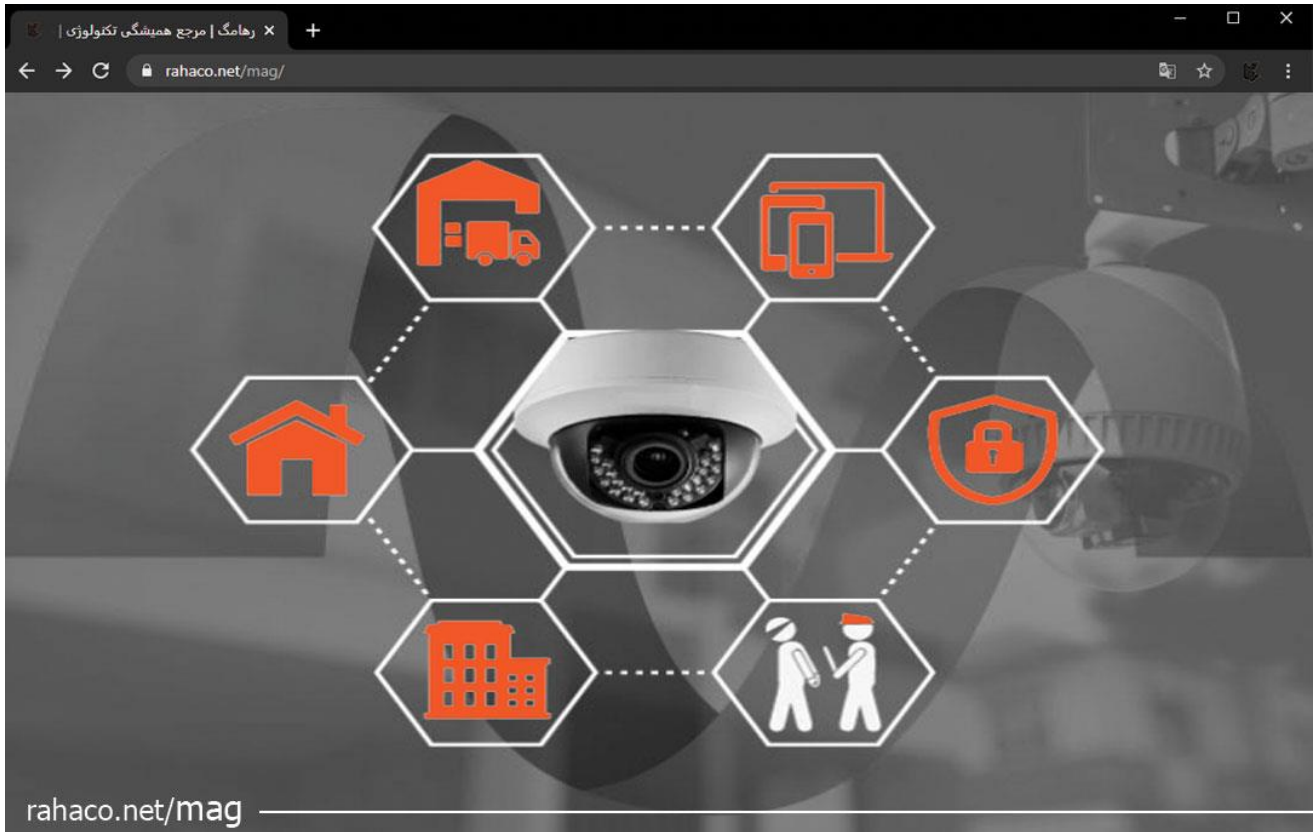 رهامگ | مرجع همیشگی تکنولوژی |
rahaco.net/mag/
rahaco.net/mag